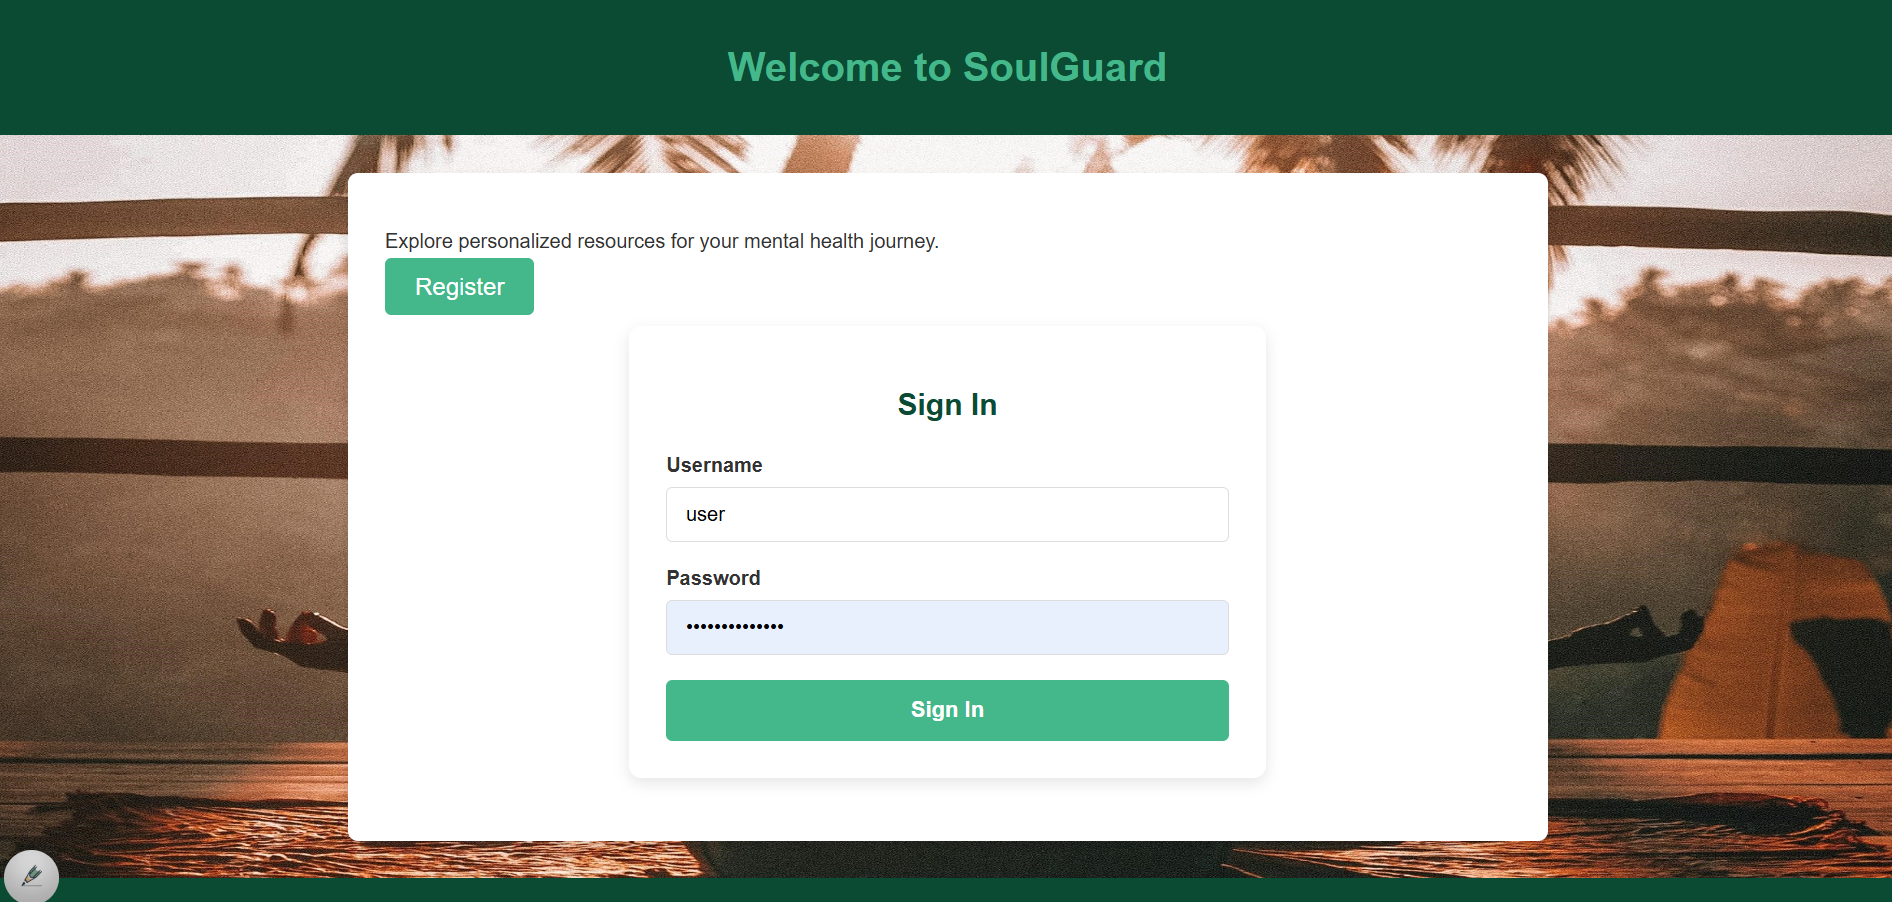 Welcome to SoulGuard
Explore personalized resources for your mental health journey.
Register
Sign In
Username
user
Password
••••••••••••••
Sign In